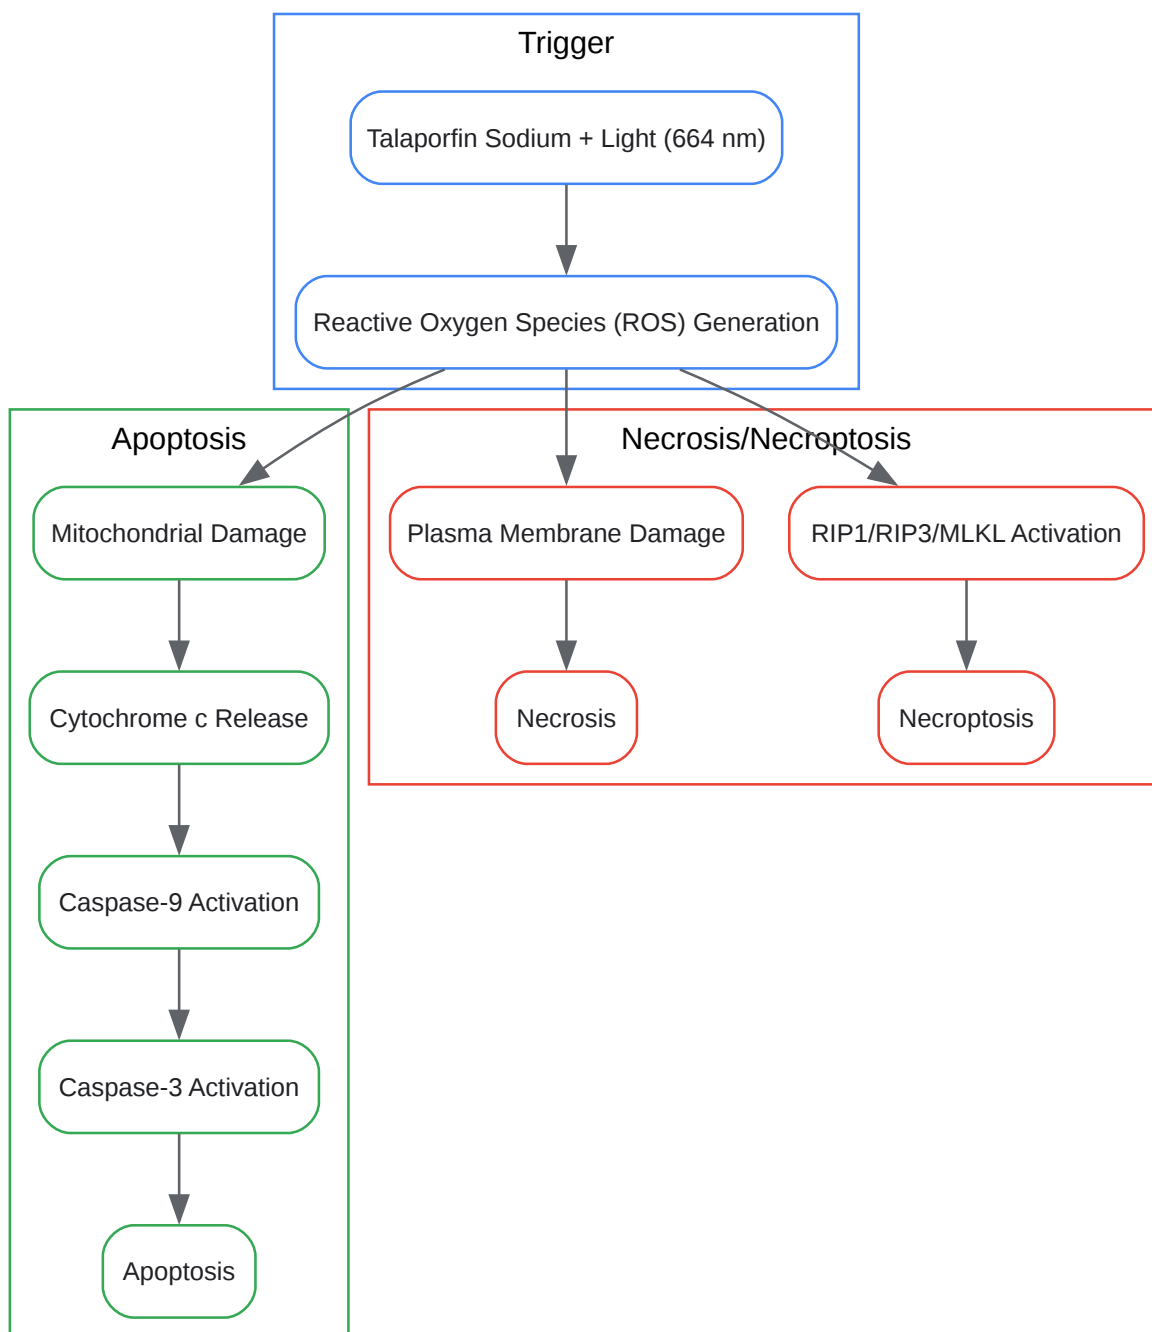 Trigger
Talaporfin Sodium + Light (664 nm)
Reactive Oxygen Species (ROS) Generation
Apoptosis
Necrosis/Necroptosis
Mitochondrial Damage
Plasma Membrane Damage
RIP1/RIP3/MLKL Activation
Cytochrome c Release
Necrosis
Necroptosis
Caspase-9 Activation
Caspase-3 Activation
Apoptosis